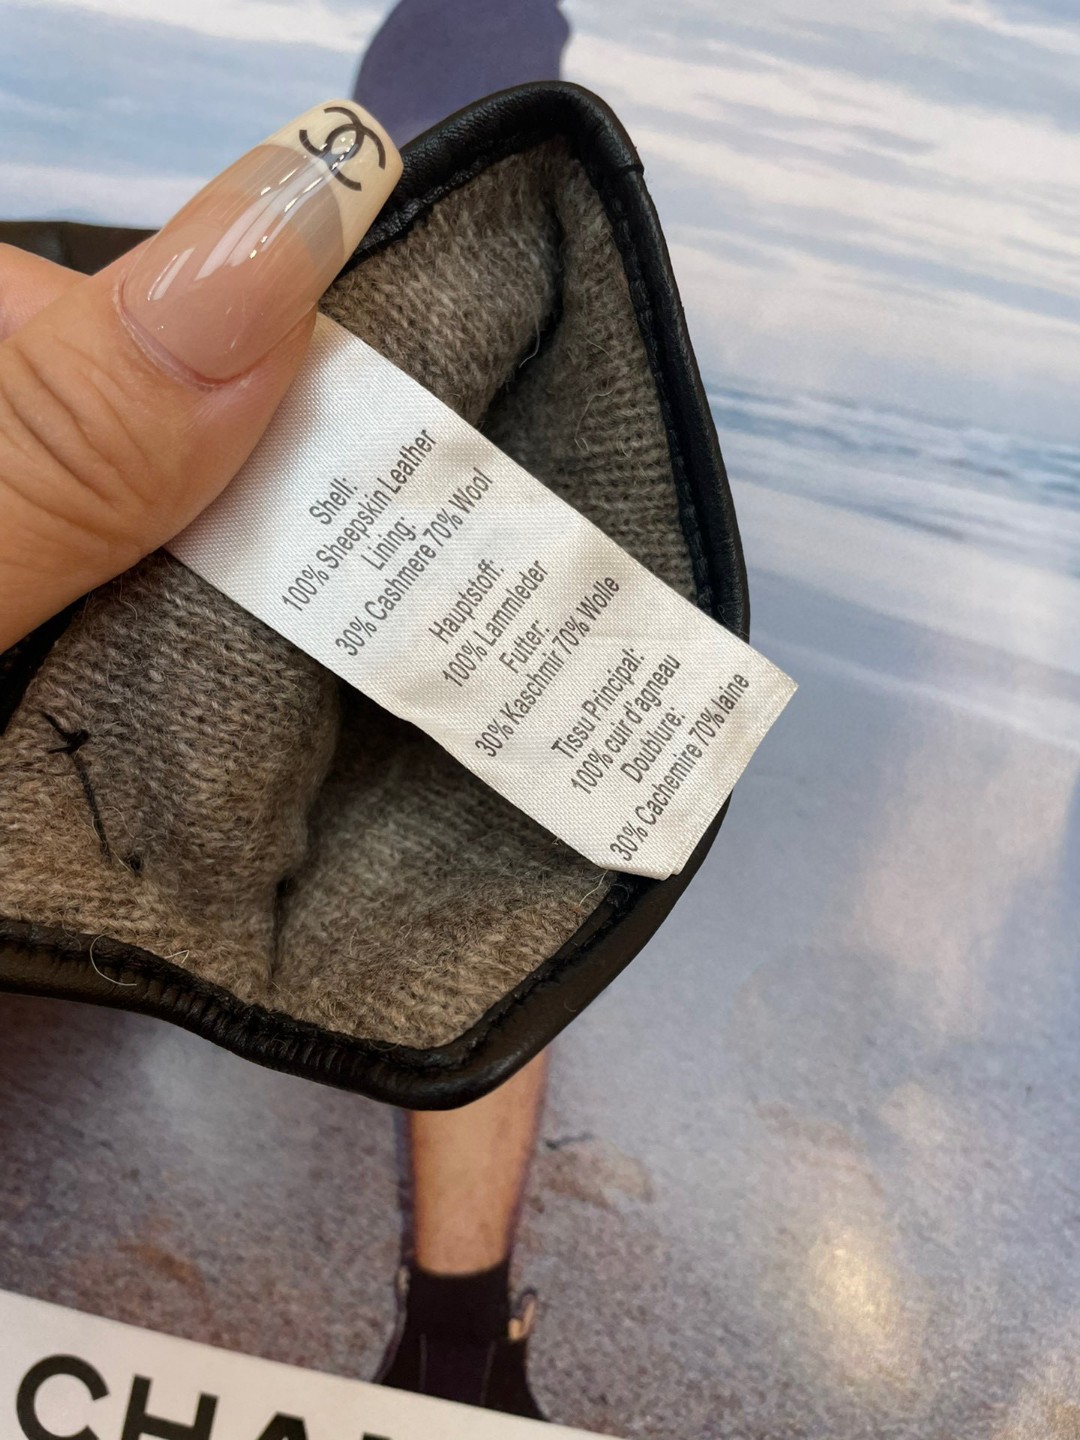 Shell:
100% Sheepskin Leather
Lining:
30% Cashmere 70% Wool
Hauptstoff:
100% Lammleder
Futter:
30% Kaschmir 70% Wolle
Tissu Principal:
100% cuir d'agneau
Doublure:
30% Cachemire 70% laine